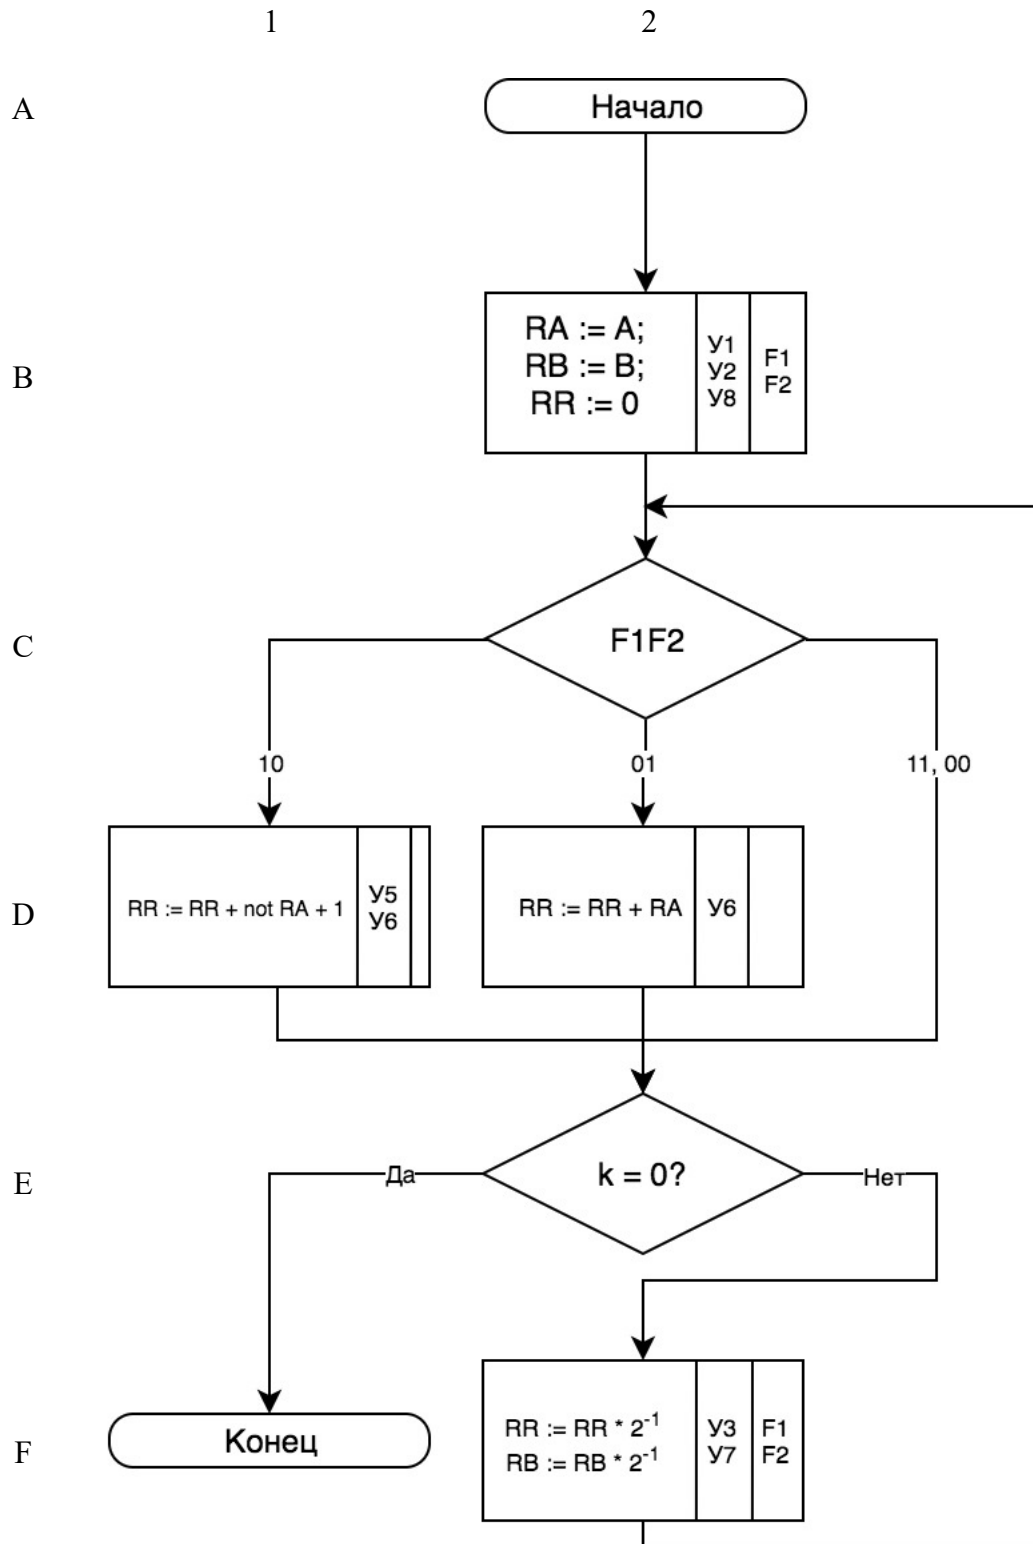 1 2
A
Начало
B
RA := A;
RB := B;
RR := 0
У1
У2
У8
F1
F2
C
F1F2
10
01
11, 00
D
RR := RR + not RA + 1
У5
У6
RR := RR + RA
У6
E
Да
k = 0?
Нет
F
Конец
RR := RR * 2⁻¹
RB := RB * 2⁻¹
У3
У7
F1
F2